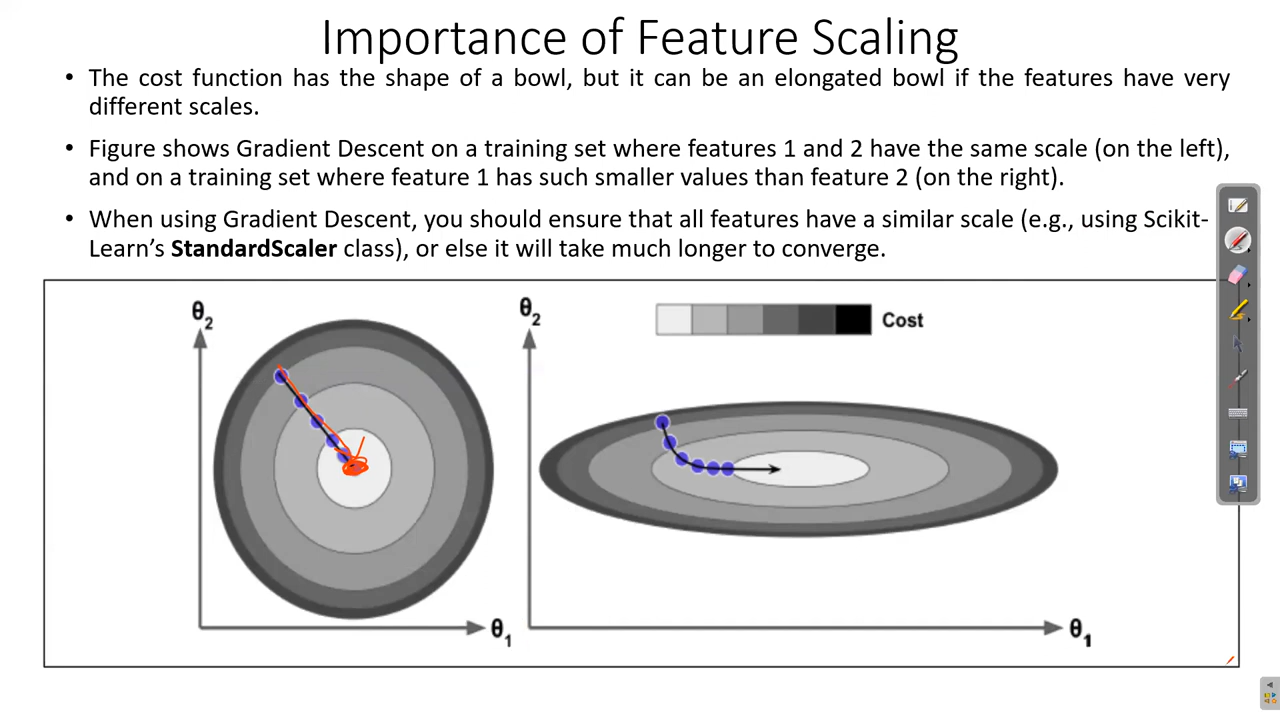 Importance of Feature Scaling
• The cost function has the shape of a bowl, but it can be an elongated bowl if the features have very
different scales.
• Figure shows Gradient Descent on a training set where features 1 and 2 have the same scale (on the left),
and on a training set where feature 1 has such smaller values than feature 2 (on the right).
• When using Gradient Descent, you should ensure that all features have a similar scale (e.g., using Scikit-
Learn’s StandardScaler class), or else it will take much longer to converge.
θ2
θ2
Cost
θ1
θ1